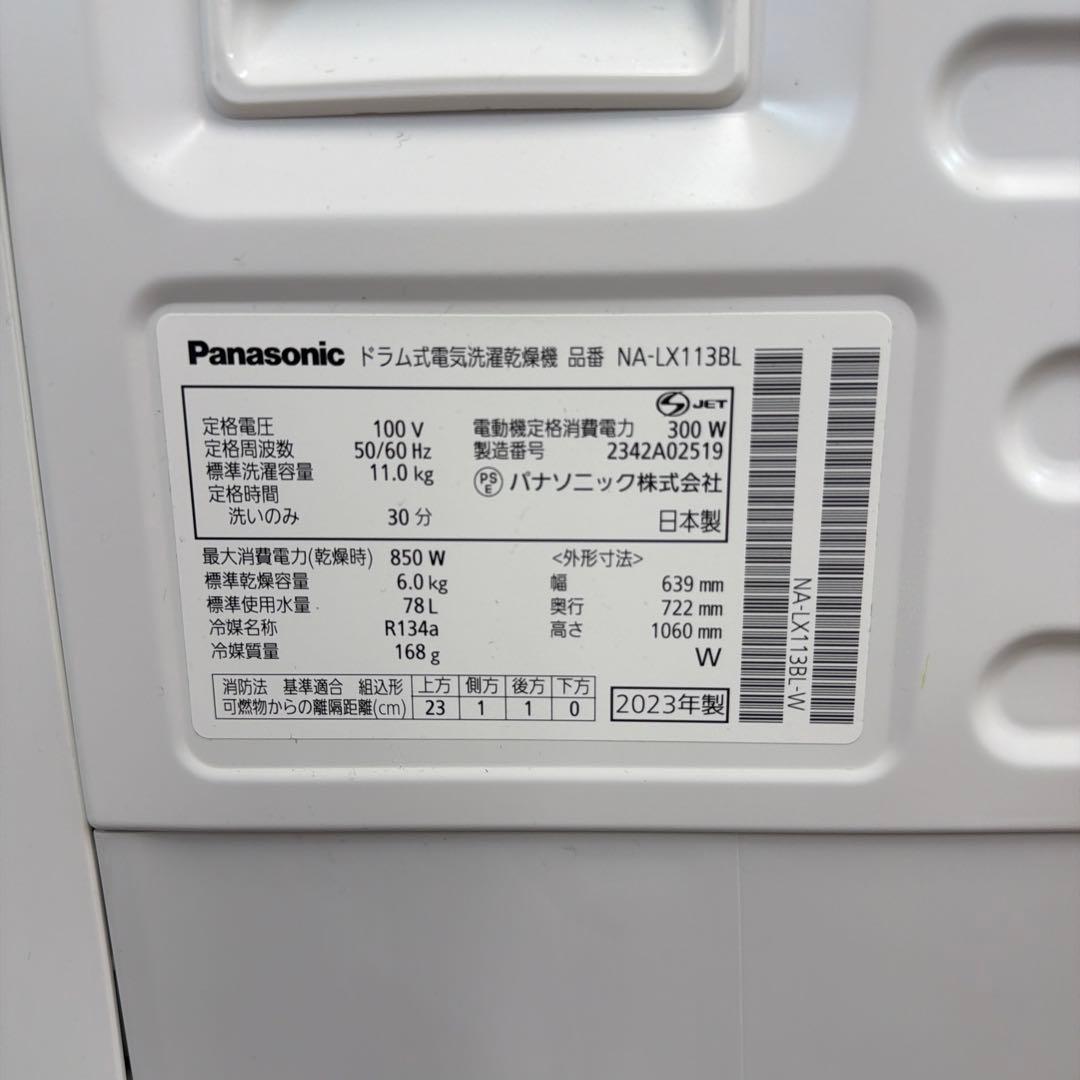 Panasonic ドラム式電気洗濯乾燥機 品番 NA-LX113BL
S JET
定格電圧 100 V 電動機定格消費電力 300 W
定格周波数 50/60 Hz 製造番号 2342A02519
標準洗濯容量 11.0 kg PSE パナソニック株式会社
定格時間
洗いのみ 30 分 日本製
最大消費電力(乾燥時) 850 W <外形寸法>
標準乾燥容量 6.0 kg 幅 639 mm
標準使用水量 78 L 奥行 722 mm
冷媒名称 R134a 高さ 1060 mm
冷媒質量 168 g W
消防法 基準適合 組込形 上方 側方 後方 下方
可燃物からの離隔距離(cm) 23 1 1 0 2023年製
NA-LX113BL-W